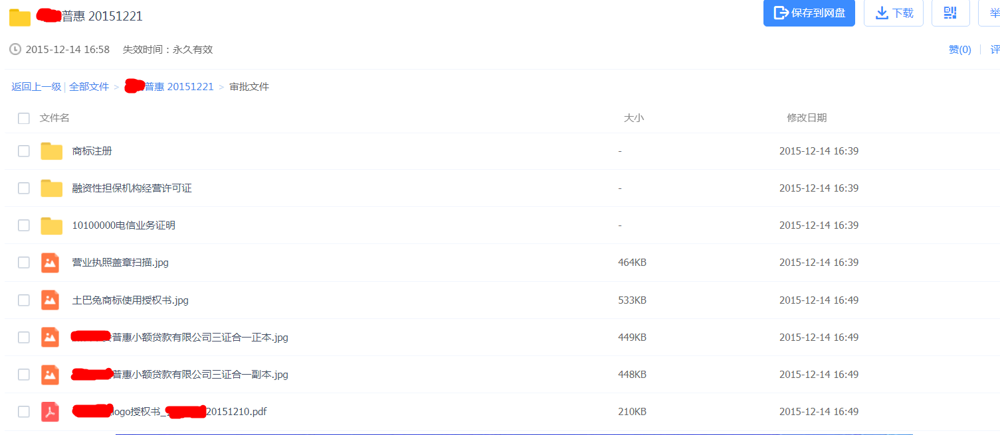 普惠 20151221
保存到网盘
下载
举
2015-12-14 16:58 失效时间：永久有效
赞(0)
评
返回上一级 | 全部文件 > 普惠 20151221 > 审批文件
文件名 大小 修改日期
商标注册 - 2015-12-14 16:39
融资性担保机构经营许可证 - 2015-12-14 16:39
10100000电信业务证明 - 2015-12-14 16:39
营业执照盖章扫描.jpg 464KB 2015-12-14 16:39
土巴兔商标使用授权书.jpg 533KB 2015-12-14 16:49
普惠小额贷款有限公司三证合一正本.jpg 449KB 2015-12-14 16:49
普惠小额贷款有限公司三证合一副本.jpg 448KB 2015-12-14 16:49
logo授权书_ 20151210.pdf 210KB 2015-12-14 16:49